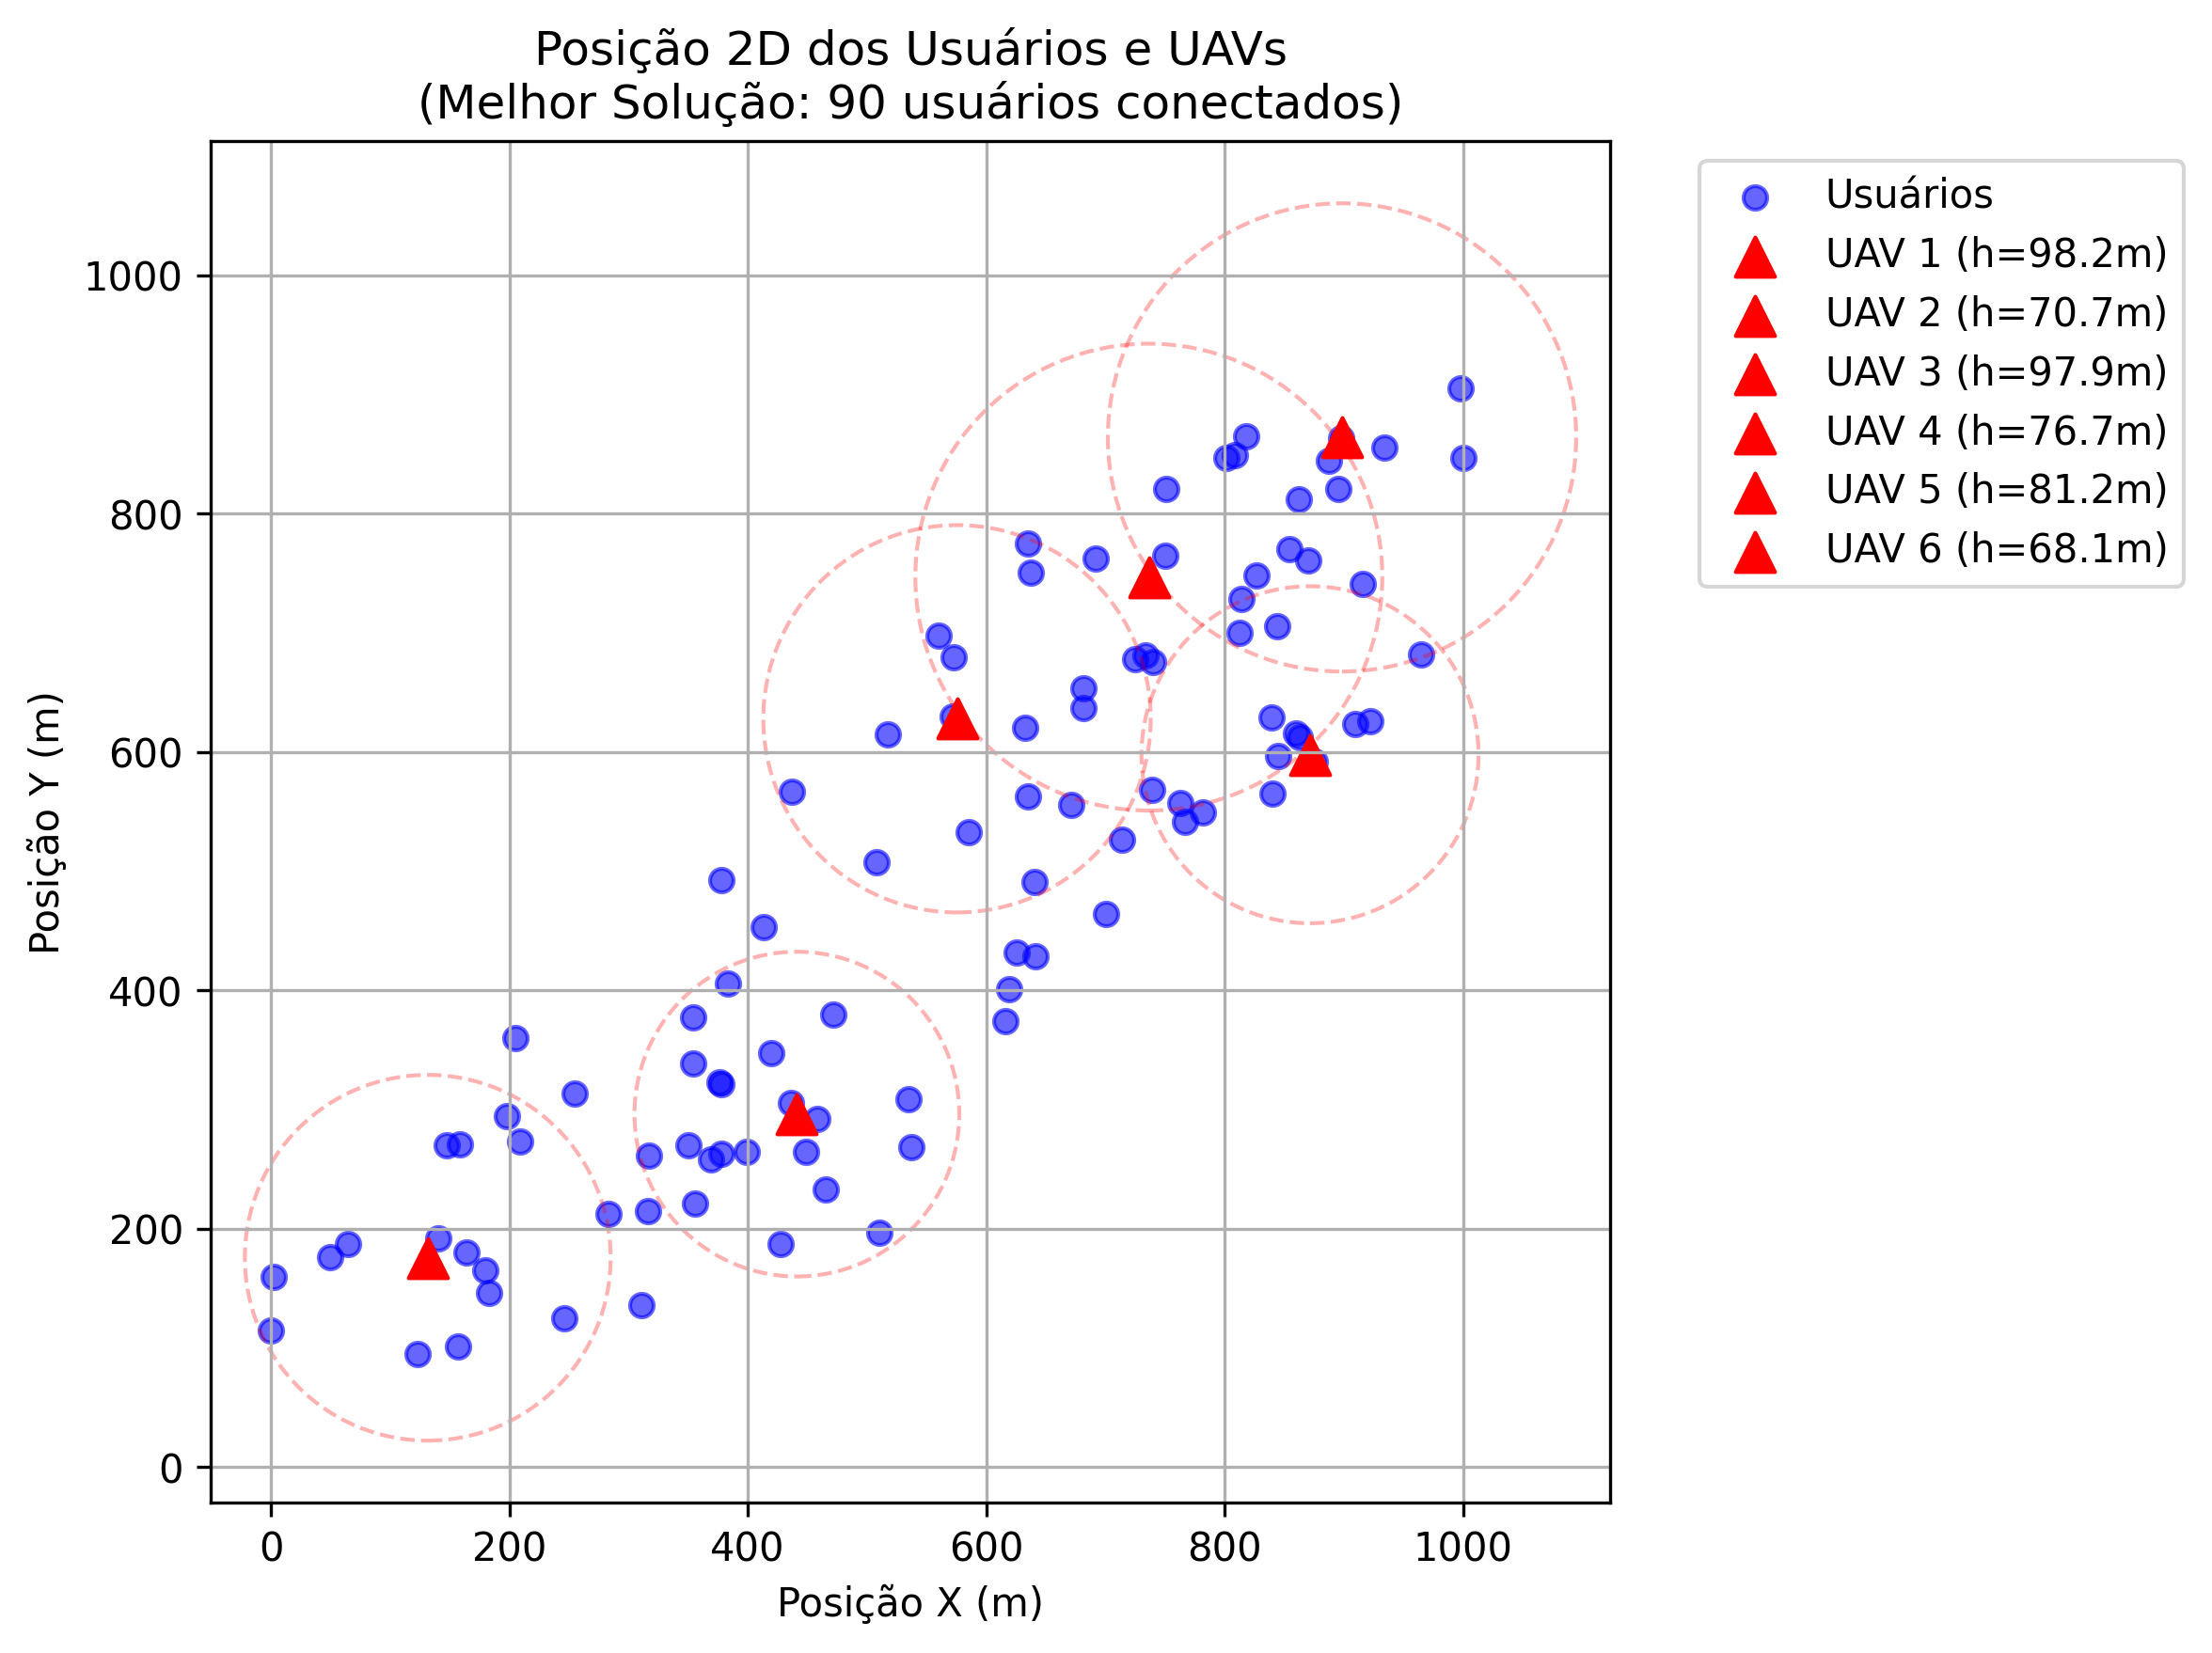 Posição 2D dos Usuários e UAVs
(Melhor Solução: 90 usuários conectados)
Usuários
UAV 1 (h=98.2m)
UAV 2 (h=70.7m)
UAV 3 (h=97.9m)
UAV 4 (h=76.7m)
UAV 5 (h=81.2m)
UAV 6 (h=68.1m)
Posição Y (m)
1000
800
600
400
200
0
0 200 400 600 800 1000
Posição X (m)